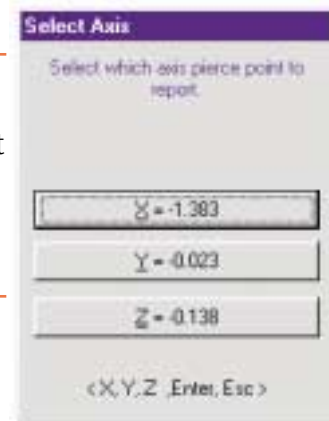 Select Axis
Select which axis pierce point to
report.
t
X = -1.383
Y = -0.023
Z = -0.138
<X, Y, Z ,Enter, Esc>